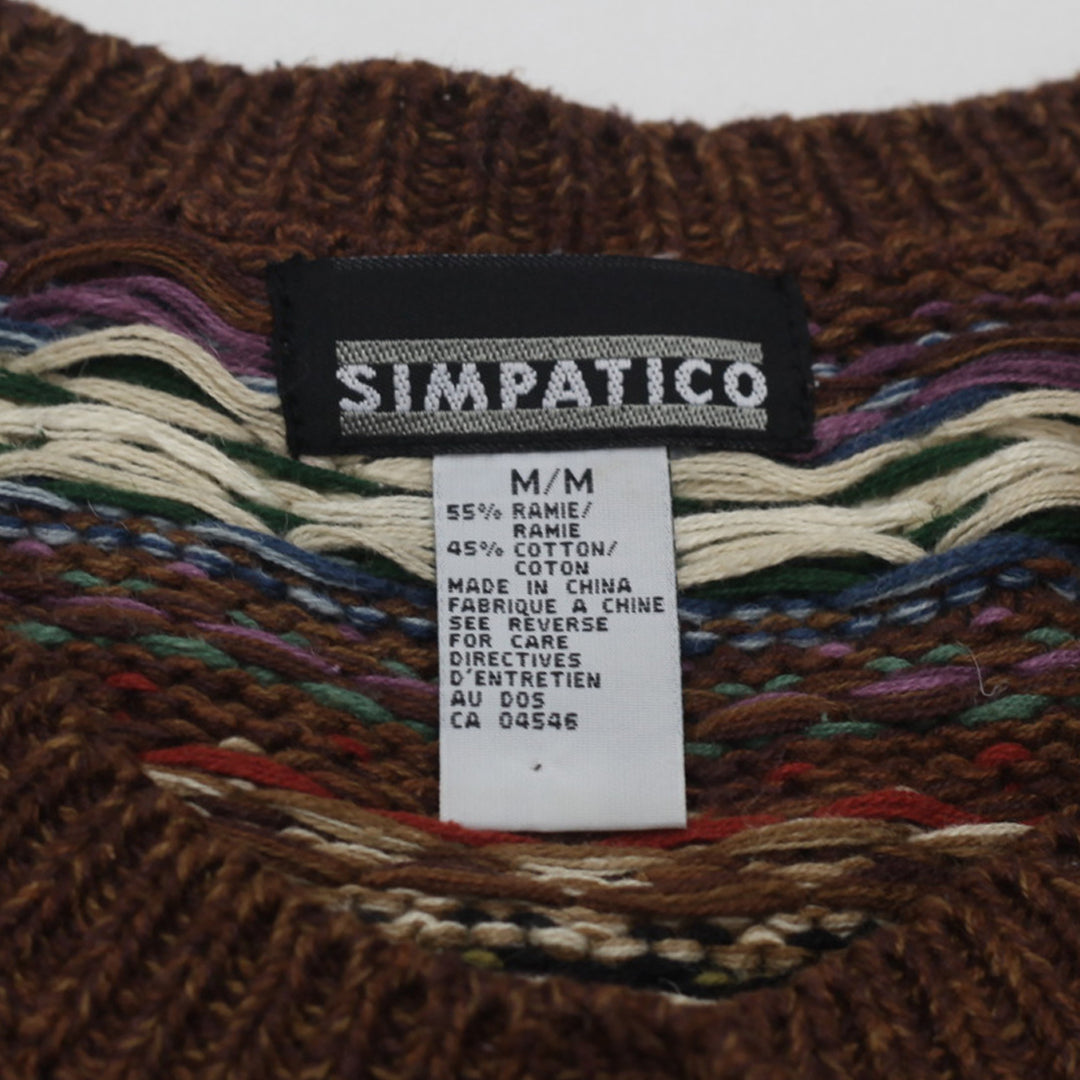 SIMPATICO
M/M
55% RAMIE/
RAMIE
45% COTTON/
COTON
MADE IN CHINA
FABRIQUE A CHINE
SEE REVERSE
FOR CARE
DIRECTIVES
D'ENTRETIEN
AU DOS
CA 04546